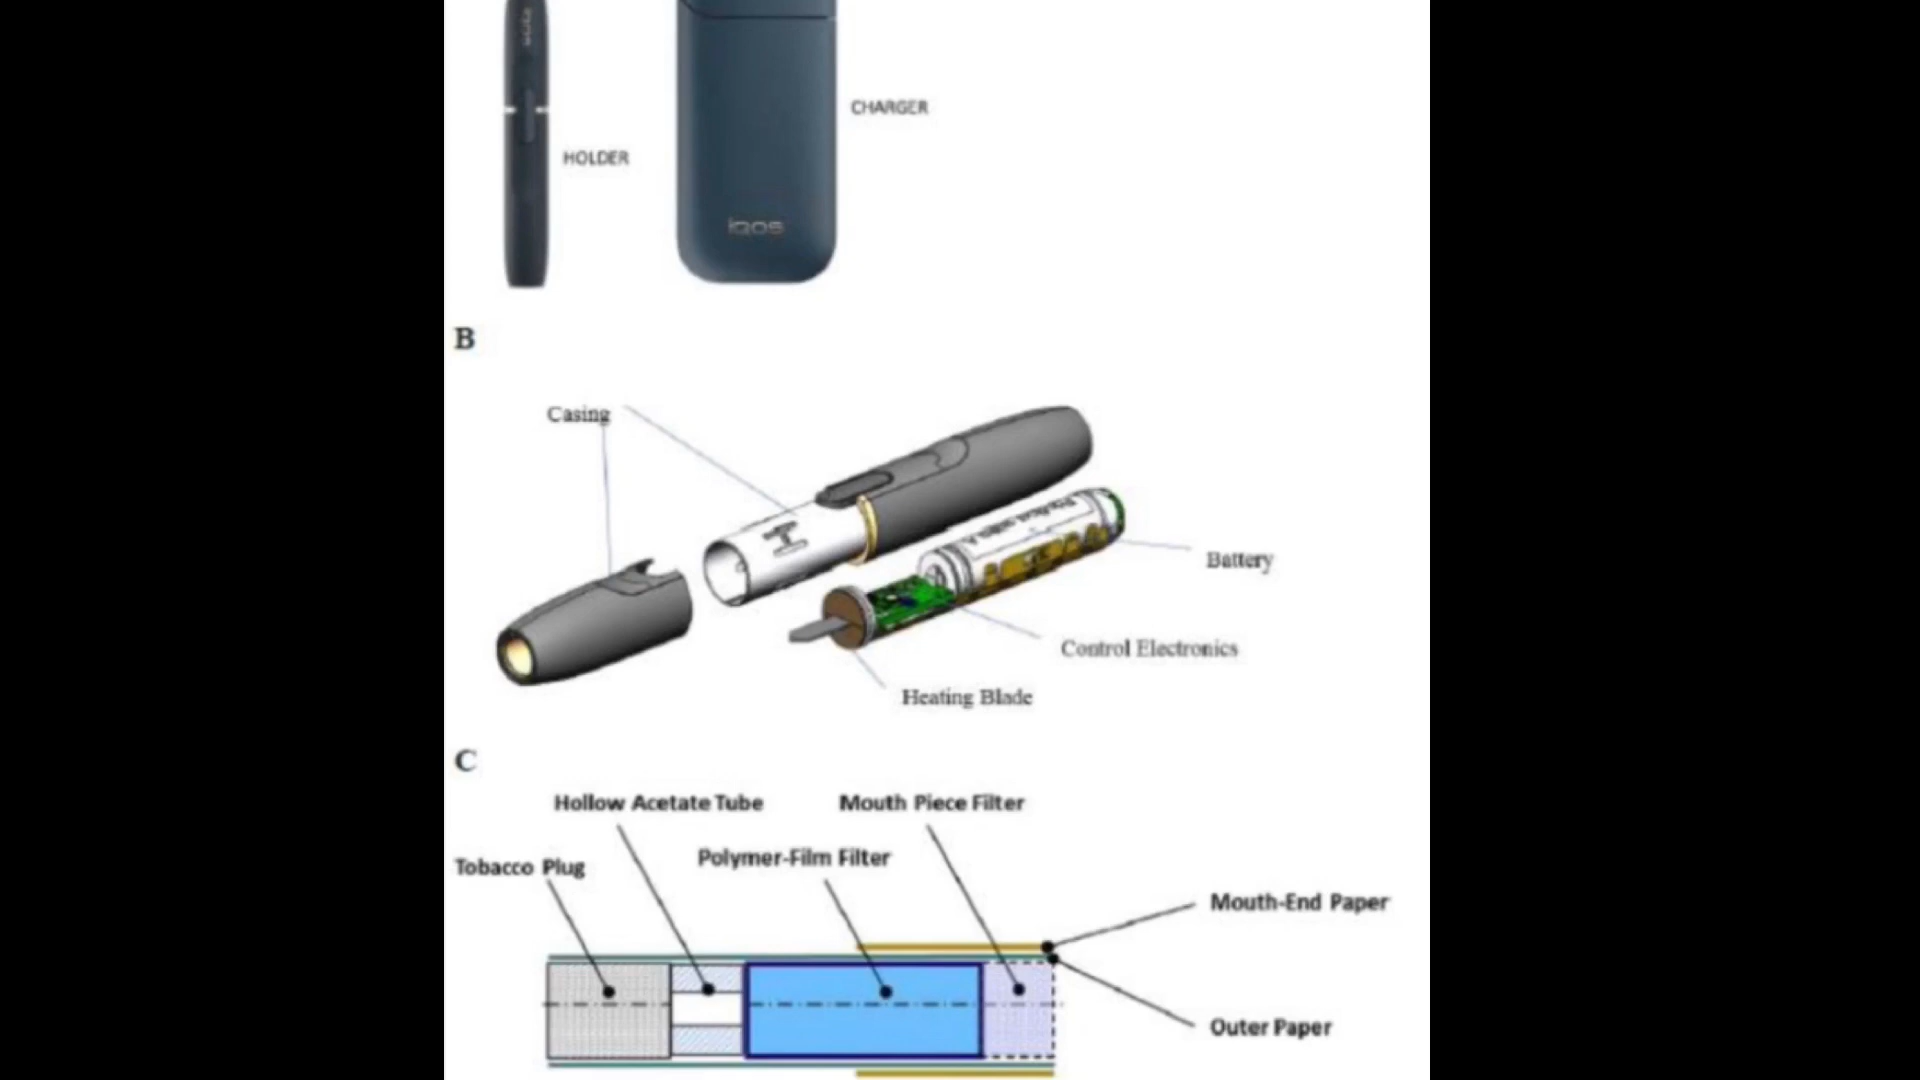 IQOS
CHARGER
HOLDER
IQOS
B
Casing
Battery
Control Electronics
Heating Blade
C
Hollow Acetate Tube
Mouth Piece Filter
Polymer-Film Filter
Tobacco Plug
Mouth-End Paper
Outer Paper